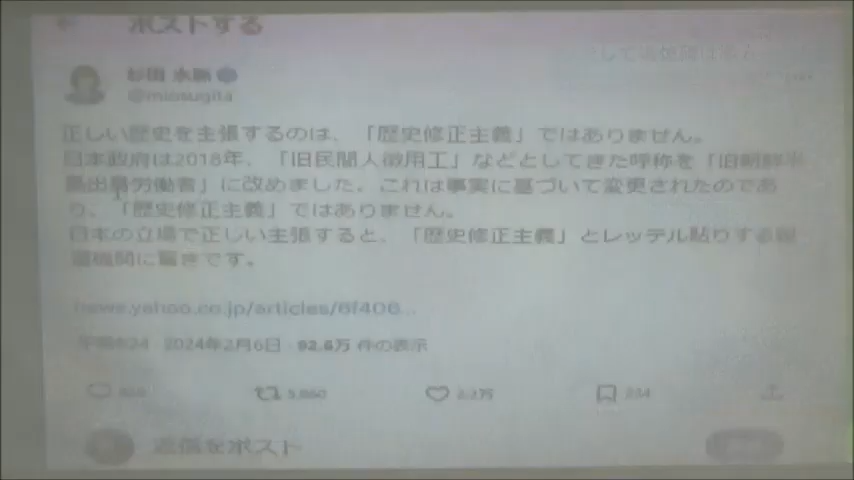 ポストする
杉田 水脈
@miosugita
正しい歴史を主張するのは、「歴史修正主義」ではありません。
日本政府は2018年、「旧民間人徴用工」などとしてきた呼称を「旧朝鮮半
島出身労働者」に改めました。これは事実に基づいて変更されたのであ
り、「歴史修正主義」ではありません。
日本の立場で正しい主張すると、「歴史修正主義」とレッテル貼りする報
道機関に驚きです。
news.yahoo.co.jp/articles/6f406...
2024年2月6日 92.6万 件の表示
返信をポスト